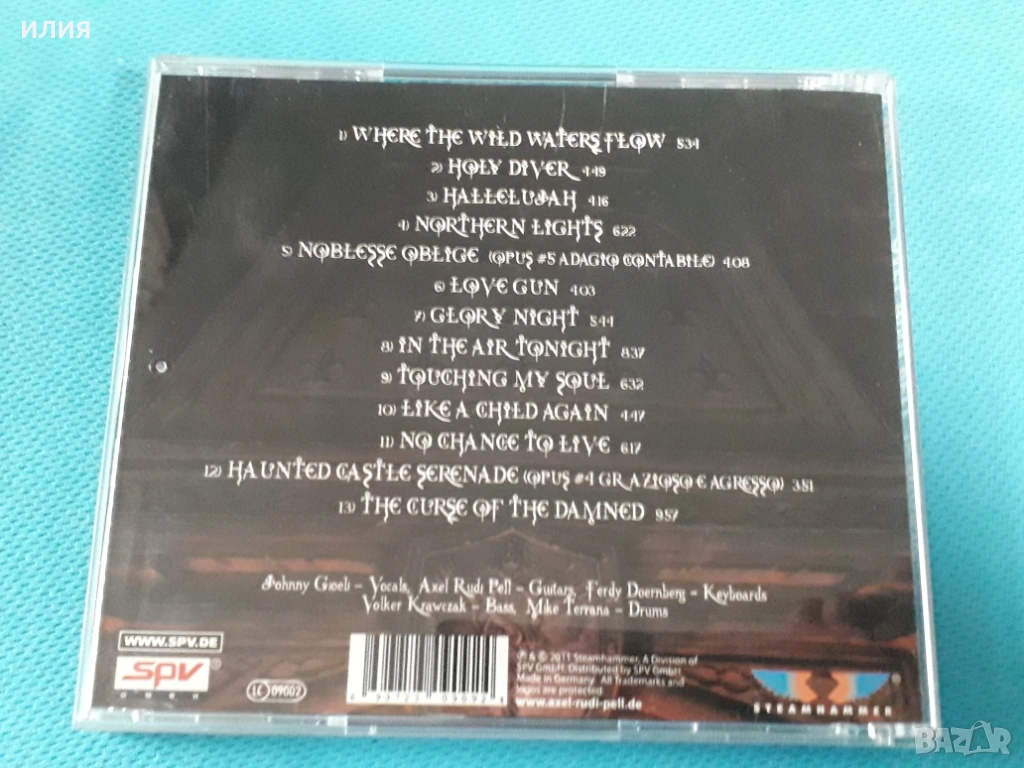 илия
1) WHERE THE WILD WATERS FLOW 5:34
2) HOLY DIVER 4:49
3) HALLELUJAH 4:16
4) NORTHERN LIGHTS 6:22
5) NOBLESSE OBLIGE (OPUS #5 ADAGIO CONTABILE) 4:08
6) LOVE GUN 4:03
7) GLORY NIGHT 5:44
8) IN THE AIR TONIGHT 8:37
9) TOUCHING MY SOUL 6:32
10) LIKE A CHILD AGAIN 4:47
11) NO CHANCE TO LIVE 6:17
12) HAUNTED CASTLE SERENADE (OPUS #4 GRAZIOSO E AGRESSO) 3:51
13) THE CURSE OF THE DAMNED 9:57
Johnny Gioeli – Vocals, Axel Rudi Pell – Guitars, Ferdy Doernberg – Keyboards
Volker Krawczak – Bass, Mike Terrana – Drums
WWW.SPV.DE
SPV®
OMEN
LC 09002
℗ & © 2011 Steamhammer, A Division of
SPV GmbH. Distributed by SPV GmbH.
Made in Germany. All Trademarks and
logos are protected.
www.axel-rudi-pell.de
STEAMHAMMER ®
BAZAR